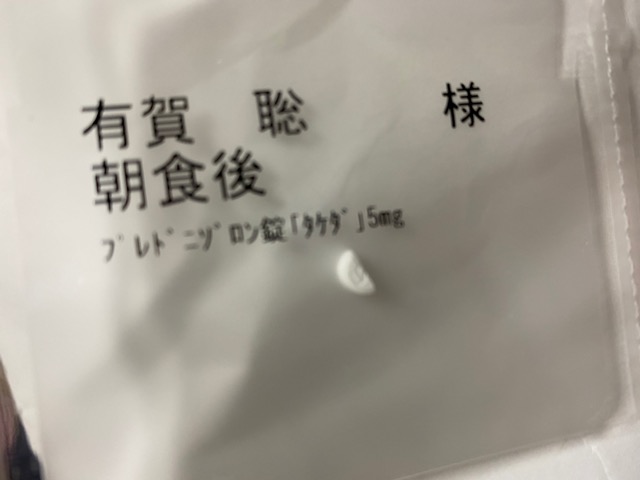 有賀　聡　　　様
朝食後
ﾌﾟﾚﾄﾞﾆｿﾞﾛﾝ錠｢ﾀｹﾀﾞ｣5mg